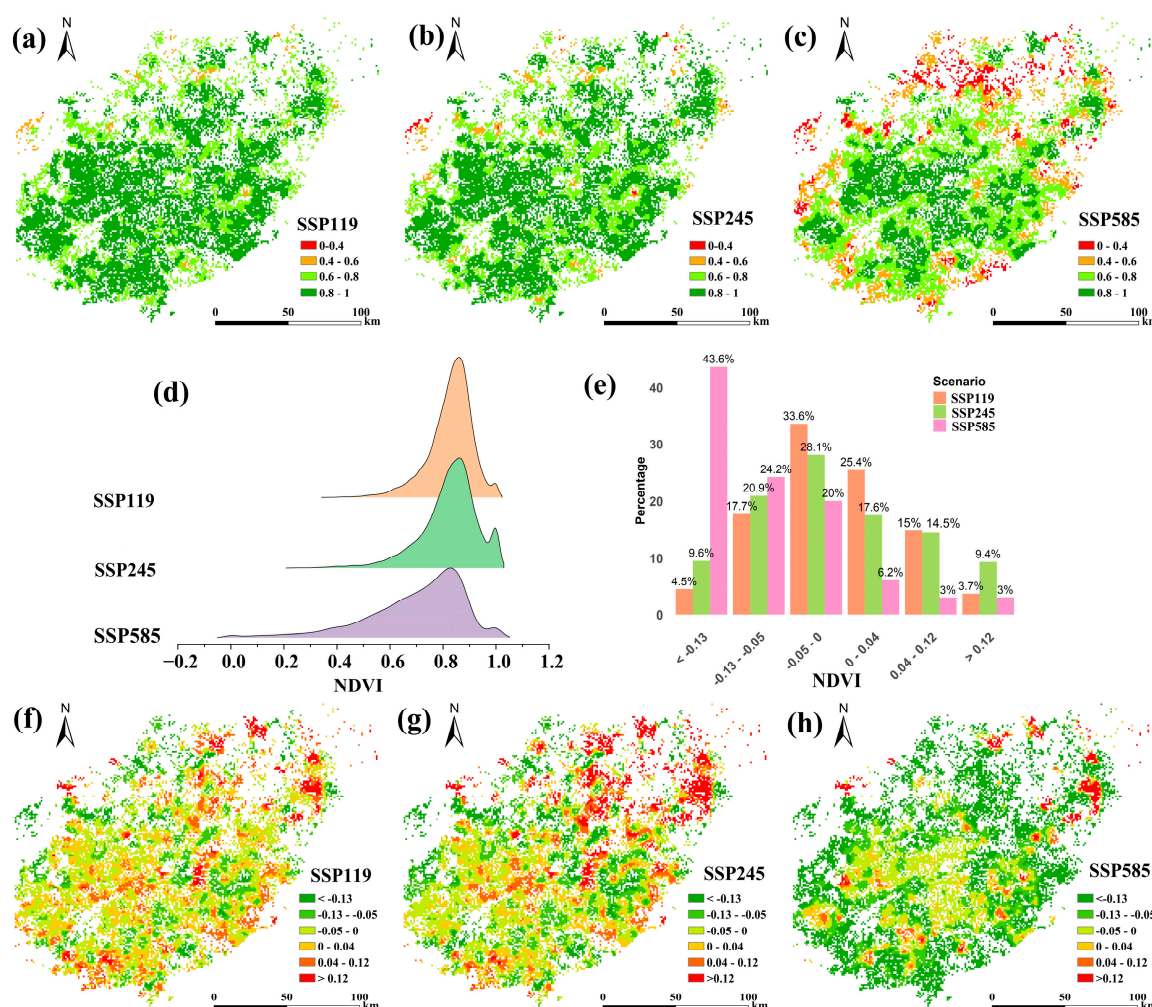 (a)
N
SSP119
0-0.4
0.4 - 0.6
0.6 - 0.8
0.8 - 1
0 50 100
km
(b)
N
SSP245
0-0.4
0.4 - 0.6
0.6 - 0.8
0.8 - 1
0 50 100
km
(c)
N
SSP585
0 - 0.4
0.4 - 0.6
0.6 - 0.8
0.8 - 1
0 50 100
km
(d)
SSP119
SSP245
SSP585
−0.2 0.0 0.2 0.4 0.6 0.8 1.0 1.2
NDVI
(e)
Scenario
SSP119
SSP245
SSP585
Percentage
40
30
20
10
0
4.5% 9.6% 43.6%
17.7% 20.9% 24.2%
33.6% 28.1% 20%
25.4% 17.6% 6.2%
15% 14.5% 3%
3.7% 9.4% 3%
< -0.13
-0.13 - -0.05
-0.05 - 0
0 - 0.04
0.04 - 0.12
> 0.12
NDVI
(f)
N
SSP119
< -0.13
-0.13 - -0.05
-0.05 - 0
0 - 0.04
0.04 - 0.12
>0.12
0 50 100
km
(g)
N
SSP245
< -0.13
-0.13 - -0.05
-0.05 - 0
0 - 0.04
0.04 - 0.12
>0.12
0 50 100
km
(h)
N
SSP585
<-0.13
-0.13 - -0.05
-0.05 - 0
0 - 0.04
0.04 - 0.12
>0.12
0 50 100
km